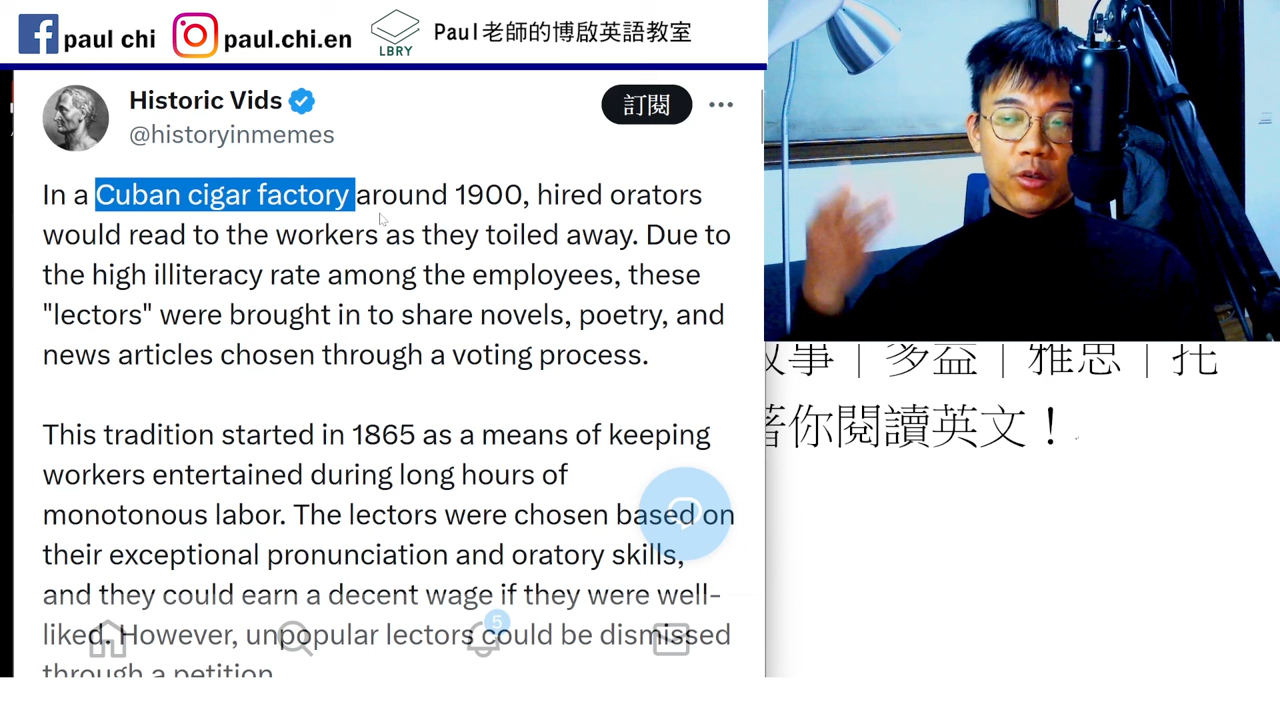 paul chi
paul.chi.en
LBRY
Paul老師的博啟英語教室
Historic Vids
@historyinmemes
訂閱
In a Cuban cigar factory around 1900, hired orators
would read to the workers as they toiled away. Due to
the high illiteracy rate among the employees, these
"lectors" were brought in to share novels, poetry, and
news articles chosen through a voting process.
This tradition started in 1865 as a means of keeping
workers entertained during long hours of
monotonous labor. The lectors were chosen based on
their exceptional pronunciation and oratory skills,
and they could earn a decent wage if they were well-
liked. However, unpopular lectors could be dismissed
through a petition
5
事｜多益｜雅思｜托
著你閱讀英文！